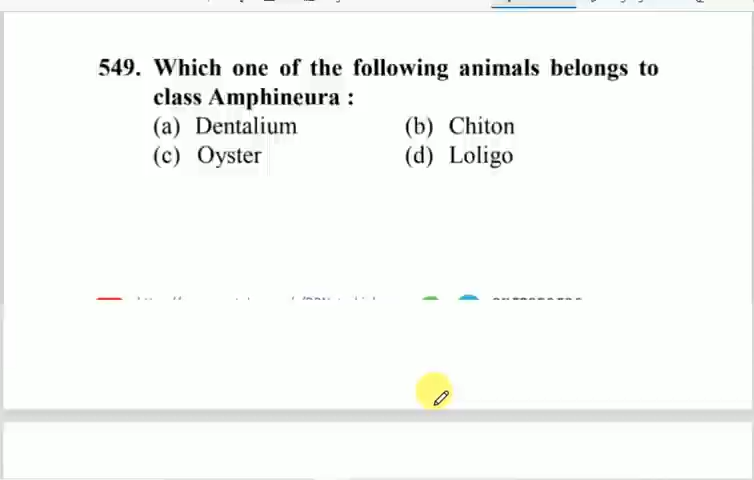 549. Which one of the following animals belongs to
class Amphineura :
(a) Dentalium (b) Chiton
(c) Oyster (d) Loligo